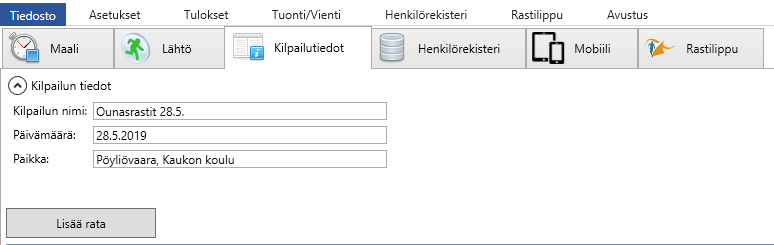 Tiedosto Asetukset Tulokset Tuonti/Vienti Henkilörekisteri Rastilippu Avustus
Maali Lähtö Kilpailutiedot Henkilörekisteri Mobiili Rastilippu
Kilpailun tiedot
Kilpailun nimi: Ounasrastit 28.5.
Päivämäärä: 28.5.2019
Paikka: Pöyliövaara, Kaukon koulu
Lisää rata